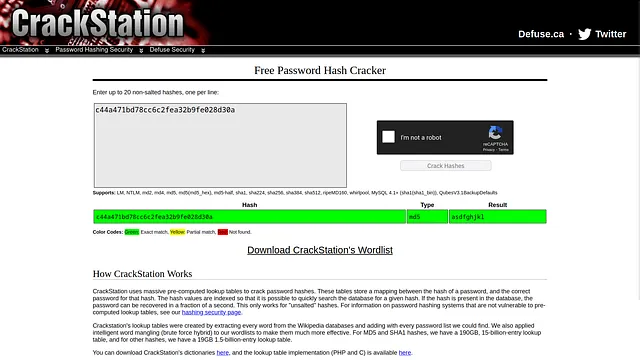 CrackStation
Defuse.ca · Twitter
CrackStation Password Hashing Security Defuse Security
Free Password Hash Cracker
Enter up to 20 non-salted hashes, one per line:
c44a471bd78cc6c2fea32b9fe028d30a
I'm not a robot
reCAPTCHA
Privacy - Terms
Crack Hashes
Supports: LM, NTLM, md2, md4, md5, md5(md5_hex), md5-half, sha1, sha224, sha256, sha384, sha512, ripeMD160, whirlpool, MySQL 4.1+ (sha1(sha1_bin)), QubesV3.1BackupDefaults
Hash Type Result
c44a471bd78cc6c2fea32b9fe028d30a md5 asdfghjkl
Color Codes: Green: Exact match, Yellow: Partial match, Red: Not found.
Download CrackStation's Wordlist
How CrackStation Works
CrackStation uses massive pre-computed lookup tables to crack password hashes. These tables store a mapping between the hash of a password, and the
correct password for that hash. The hash values are indexed so that it is possible to quickly search the database for a given hash. If the hash is present in the database, the
password can be recovered in a fraction of a second. This only works for "unsalted" hashes. For information on password hashing systems that are not vulnerable to pre-
computed lookup tables, see our hashing security page.
Crackstation's lookup tables were created by extracting every word from the Wikipedia databases and adding with every password list we could find. We also applied
intelligent word mangling (brute force hybrid) to our wordlists to make them much more effective. For MD5 and SHA1 hashes, we have a 190GB, 15-billion-entry lookup
table, and for other hashes, we have a 19GB 1.5-billion-entry lookup table.
You can download CrackStation's dictionaries here, and the lookup table implementation (PHP and C) is available here.